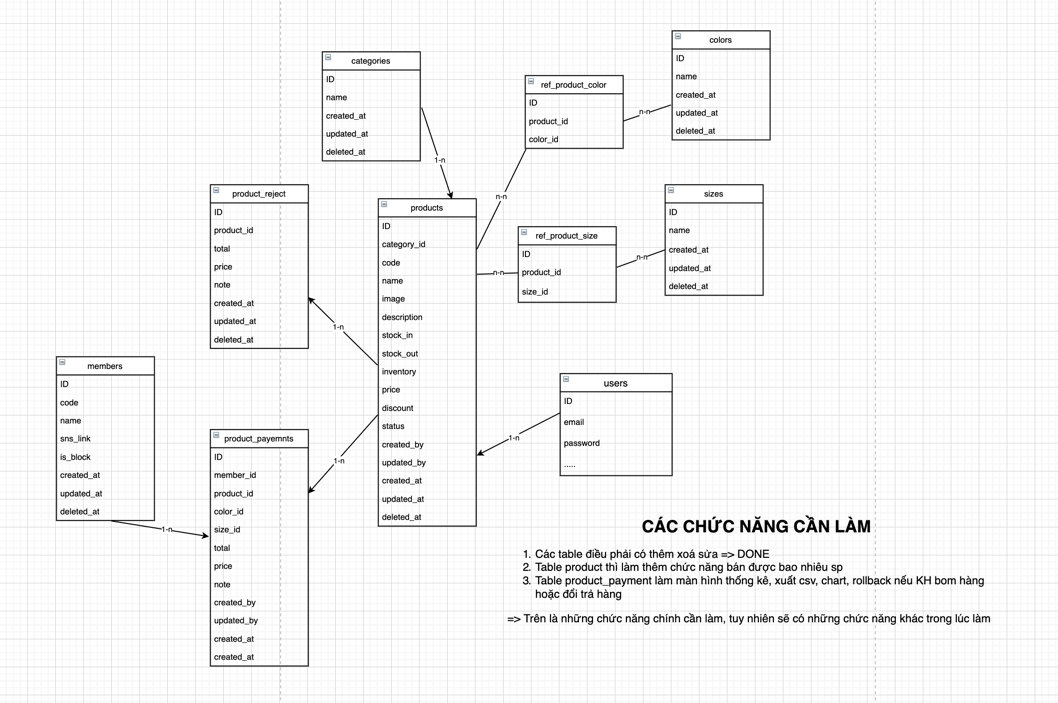 categories
ID
name
created_at
updated_at
deleted_at
ref_product_color
ID
product_id
color_id
colors
ID
name
created_at
updated_at
deleted_at
n-n
1-n
n-n
product_reject
ID
product_id
total
price
note
created_at
updated_at
deleted_at
products
ID
category_id
code
name
image
description
stock_in
stock_out
inventory
price
discount
status
created_by
updated_by
created_at
updated_at
deleted_at
ref_product_size
ID
product_id
size_id
sizes
ID
name
created_at
updated_at
deleted_at
n-n
n-n
1-n
members
ID
code
name
sns_link
is_block
created_at
updated_at
deleted_at
1-n
product_payemnts
ID
member_id
product_id
color_id
size_id
total
price
note
created_by
updated_by
created_at
created_at
1-n
users
ID
email
password
.....
1-n
CÁC CHỨC NĂNG CẦN LÀM
1. Các table điều phải có thêm xoá sửa => DONE
2. Table product thì làm thêm chức năng bán được bao nhiêu sp
3. Table product_payment làm màn hình thống kê, xuất csv, chart, rollback nếu KH bom hàng
hoặc đổi trả hàng
=> Trên là những chức năng chính cần làm, tuy nhiên sẽ có những chức năng khác trong lúc làm